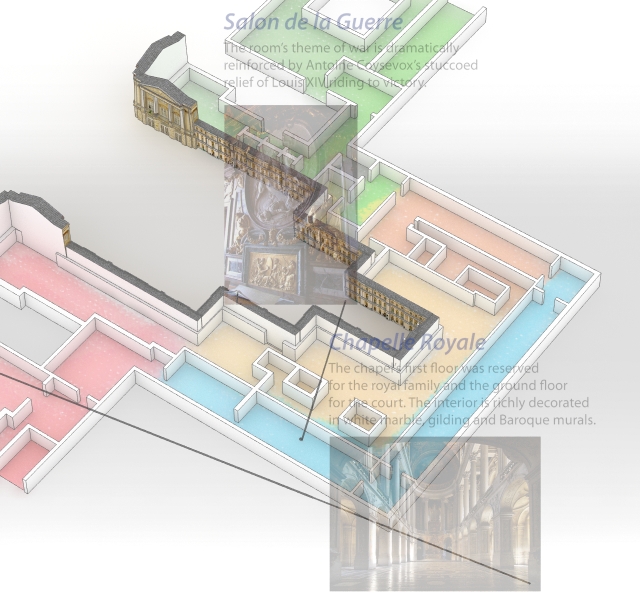 Salon de la Guerre
The room's theme of war is dramatically
reinforced by Antoine Coysevox's stuccoed
relief of Louis XIV riding to victory.
Chapelle Royale
The chapel's first floor was reserved
for the royal family and the ground floor
for the court. The interior is richly decorated
in white marble, gilding and Baroque murals.